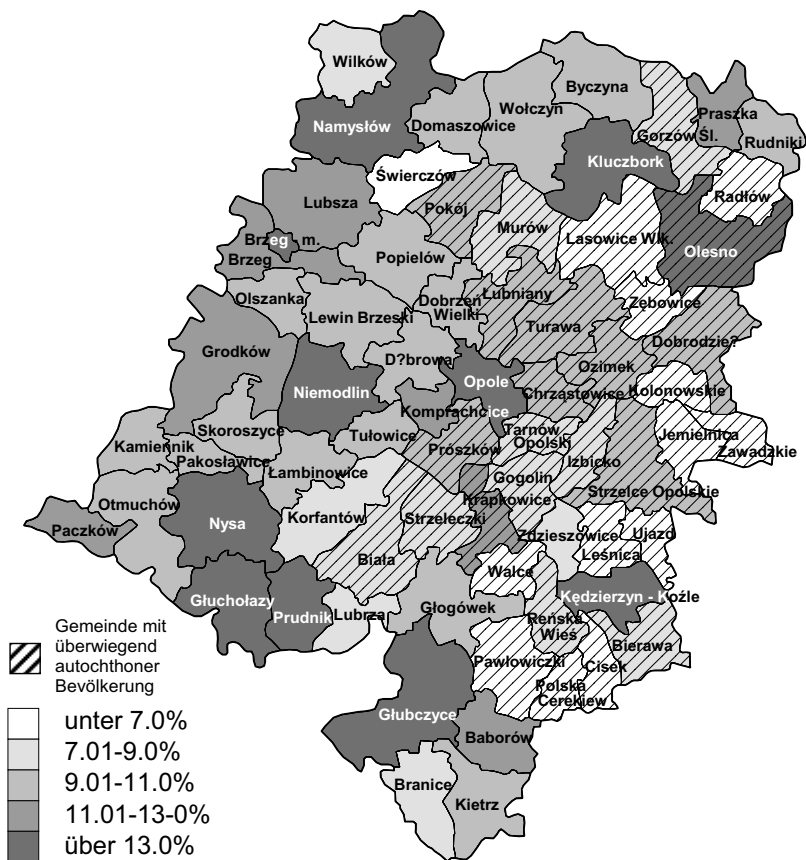 Wilków
Byczyna
Wołczyn
Praszka
Namysłów
Domaszowice
Gorzów Śl.
Rudniki
Kluczbork
Świerczów
Radłów
Lubsza
Pokój
Murów
Lasowice Wlk.
Olesno
Brzeg m.
Brzeg
Popielów
Olszanka
Dobrzeń
Wielki
Łubniany
Zębowice
Lewin Brzeski
Turawa
Dobrodzie?
Grodków
D?browa
Ozimek
Niemodlin
Opole
Chrząstowice
Kolonowskie
Komprachcice
Skoroszyce
Tułowice
Prószków
Tarnów
Opolski
Jemielnica
Kamiennik
Zawadzkie
Pakosławice
Łambinowice
Izbicko
Gogolin
Strzelce Opolskie
Otmuchów
Krapkowice
Paczków
Nysa
Korfantów
Strzeleczki
Zdzieszowice
Ujazd
Leśnica
Biała
Walce
Głuchołazy
Prudnik
Lubrza
Głogówek
Kędzierzyn - Koźle
Reńska
Wieś
Bierawa
Pawłowiczki
Cisek
Polska
Cerekiew
Głubczyce
Baborów
Branice
Kietrz
Gemeinde mit
überwiegend
autochthoner
Bevölkerung
unter 7.0%
7.01-9.0%
9.01-11.0%
11.01-13-0%
über 13.0%